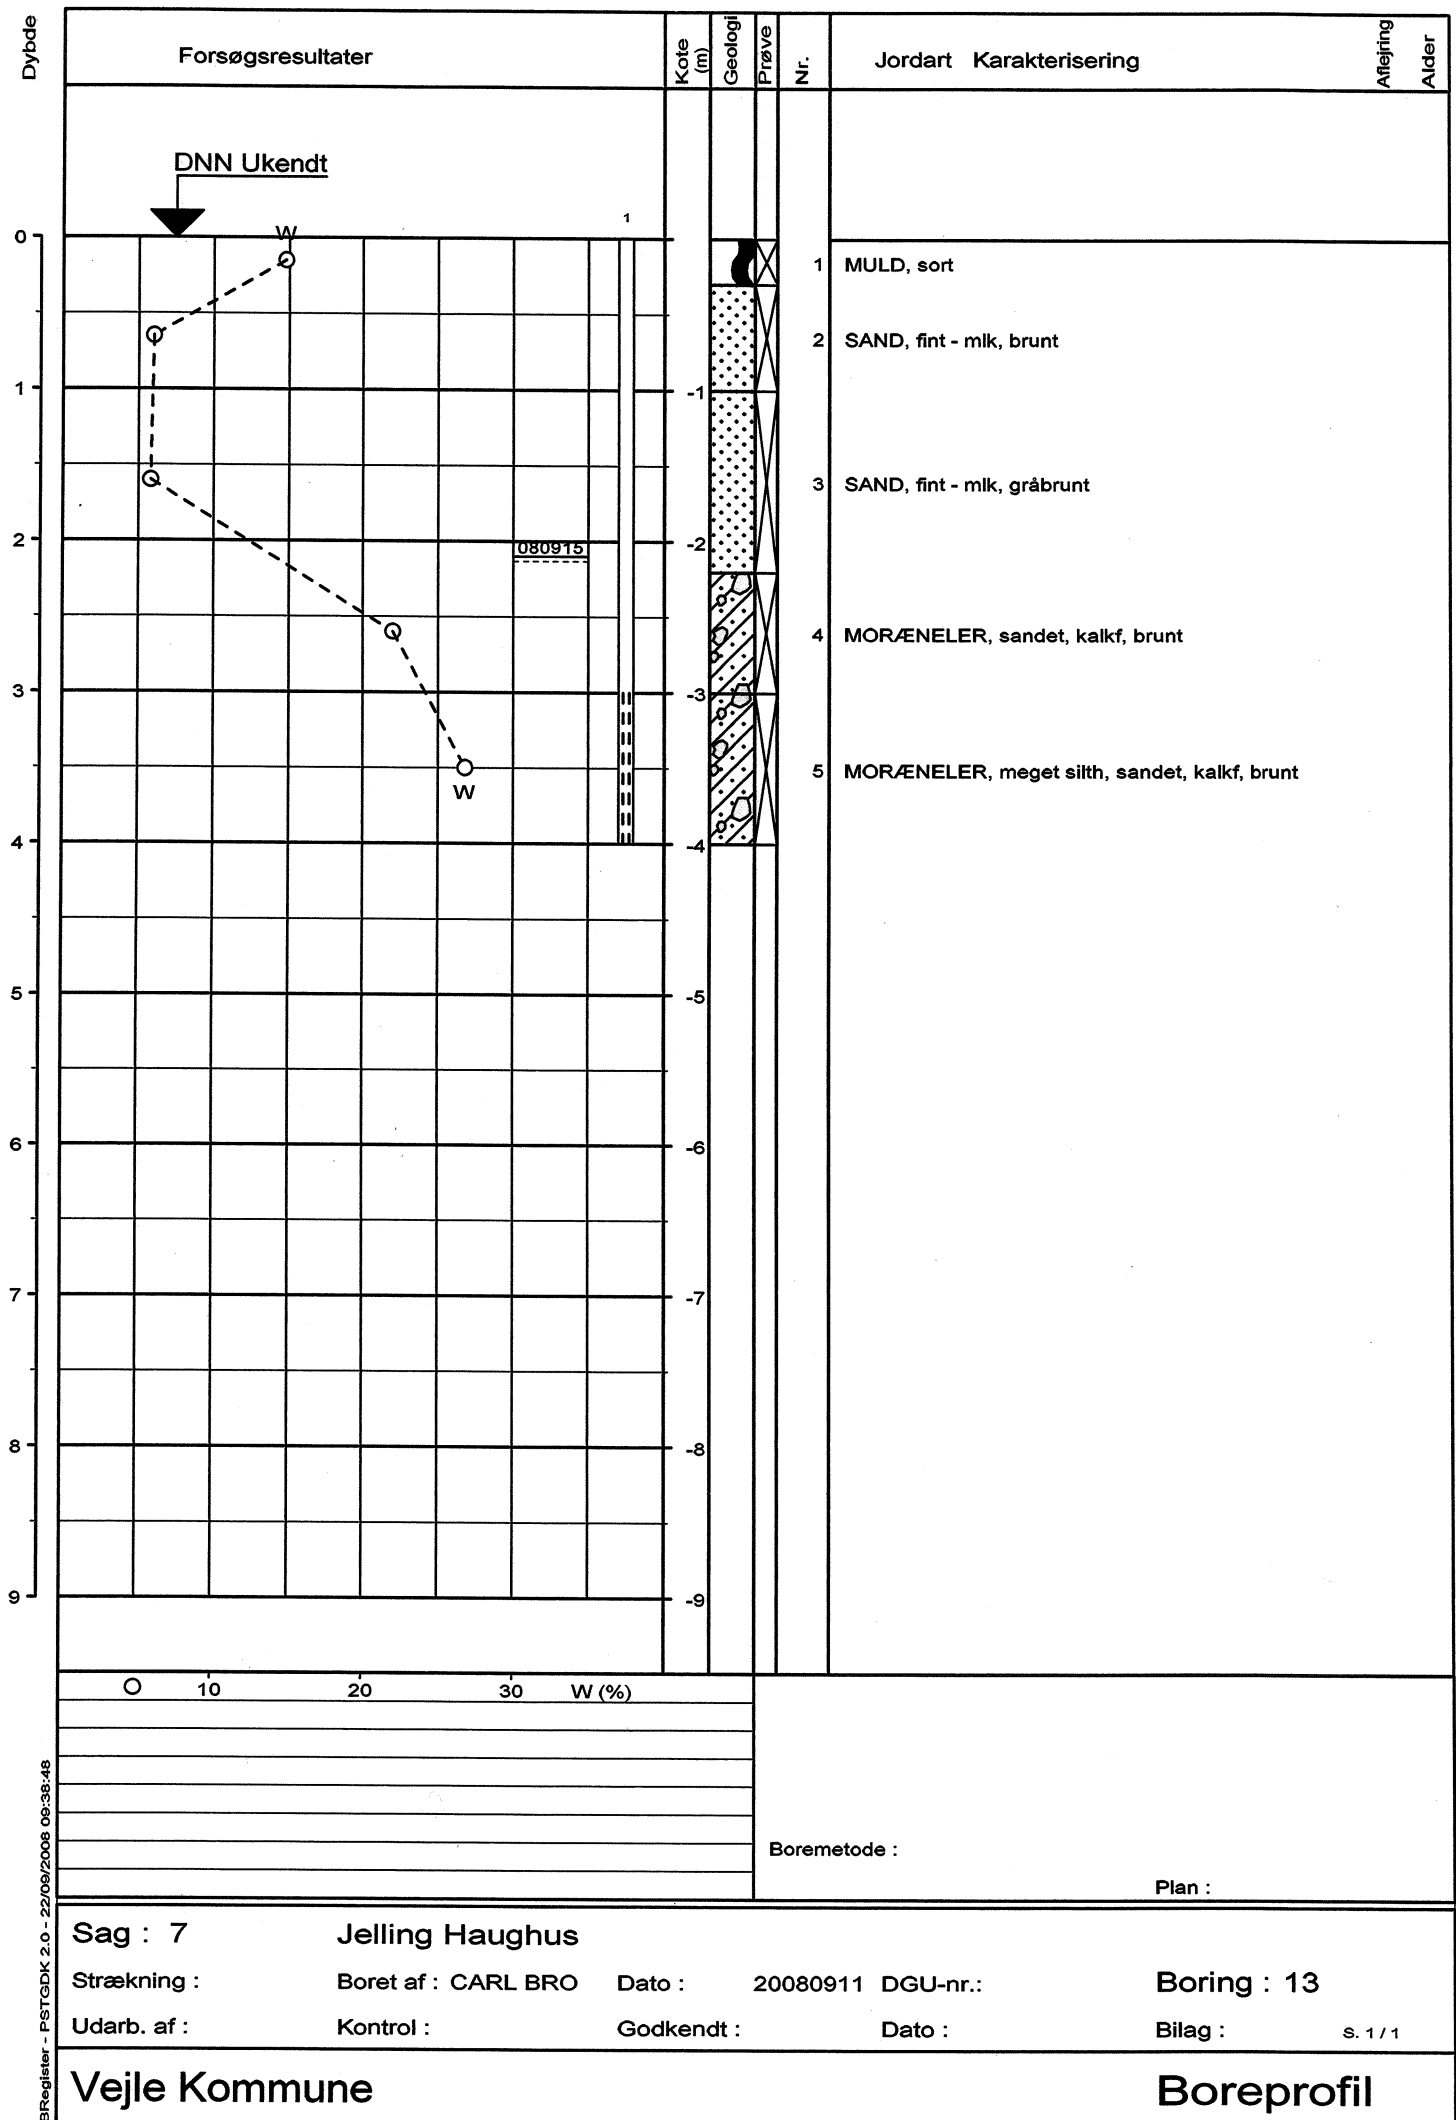 Dybde
Forsøgsresultater
Kote (m)
Geologi
Prøve
Nr.
Jordart Karakterisering
Aflejring
Alder
DNN Ukendt
1
W
0
1 MULD, sort
2 SAND, fint - mlk, brunt
1 -1
3 SAND, fint - mlk, gråbrunt
2 080915 -2
4 MORÆNELER, sandet, kalkf, brunt
3 -3
5 MORÆNELER, meget silth, sandet, kalkf, brunt
W
4 -4
5 -5
6 -6
7 -7
8 -8
9 -9
10 20 30 W (%)
Boremetode :
Plan :
BRegister - PSTGDK 2.0 - 22/09/2008 09:38:48
Sag : 7 Jelling Haughus
Strækning : Boret af : CARL BRO Dato : 20080911 DGU-nr.: Boring : 13
Udarb. af : Kontrol : Godkendt : Dato : Bilag : S. 1 / 1
Vejle Kommune Boreprofil